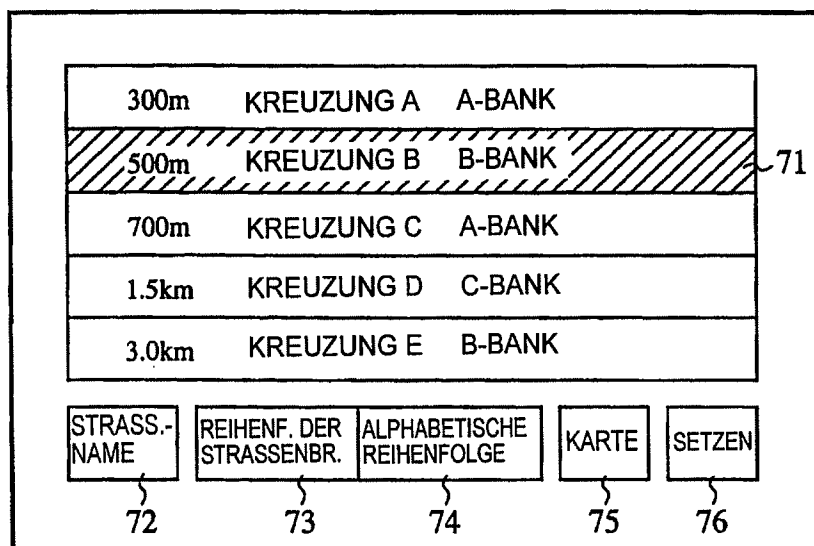 300m KREUZUNG A A-BANK
500m KREUZUNG B B-BANK
71
700m KREUZUNG C A-BANK
1.5km KREUZUNG D C-BANK
3.0km KREUZUNG E B-BANK
STRASS.- REIHENF. DER ALPHABETISCHE KARTE SETZEN
NAME STRASSENBR. REIHENFOLGE
72 73 74 75 76